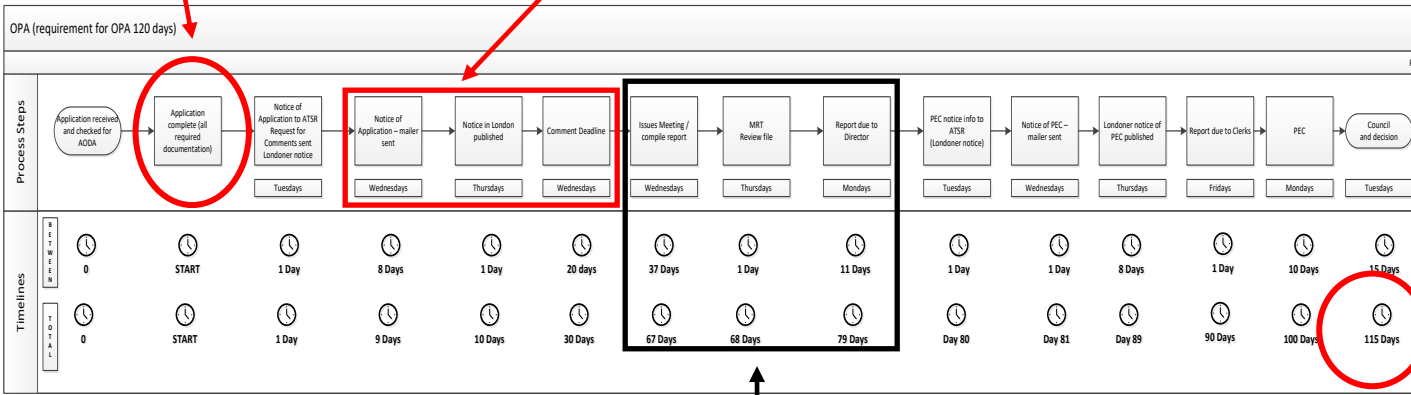 OPA (requirement for OPA 120 days)
Process Steps
Application received
and checked for
AODA
Application
complete (all
required
documentation)
Notice of
Application to ATSR
Request for
Comments sent
Londoner notice
Notice of
Application – mailer
sent
Notice in London
published
Comment Deadline
Issues Meeting /
compile report
MRT
Review file
Report due to
Director
PEC notice info to
ATSR
(Londoner notice)
Notice of PEC –
mailer sent
Londoner notice of
PEC published
Report due to Clerks
PEC
Council
and decision
Tuesdays
Wednesdays
Thursdays
Wednesdays
Wednesdays
Thursdays
Mondays
Tuesdays
Wednesdays
Thursdays
Fridays
Mondays
Tuesdays
Timelines
BETWEEN
0
START
1 Day
8 Days
1 Day
20 days
37 Days
1 Day
11 Days
1 Day
1 Day
8 Days
1 Day
10 Days
15 Days
TOTAL
0
START
1 Day
9 Days
10 Days
30 Days
67 Days
68 Days
79 Days
Day 80
Day 81
Day 89
90 Days
100 Days
115 Days